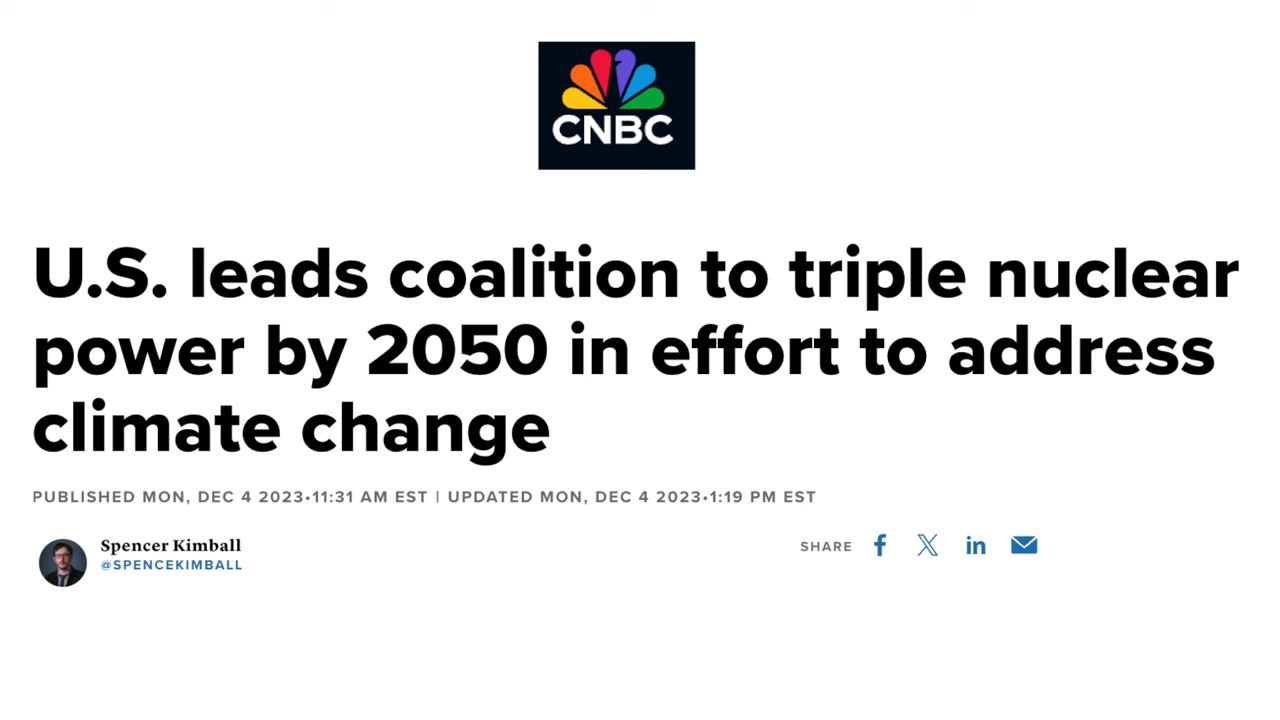 CNBC
U.S. leads coalition to triple nuclear
power by 2050 in effort to address
climate change
PUBLISHED MON, DEC 4 2023•11:31 AM EST | UPDATED MON, DEC 4 2023•1:19 PM EST
Spencer Kimball
@SPENCEKIMBALL
SHARE